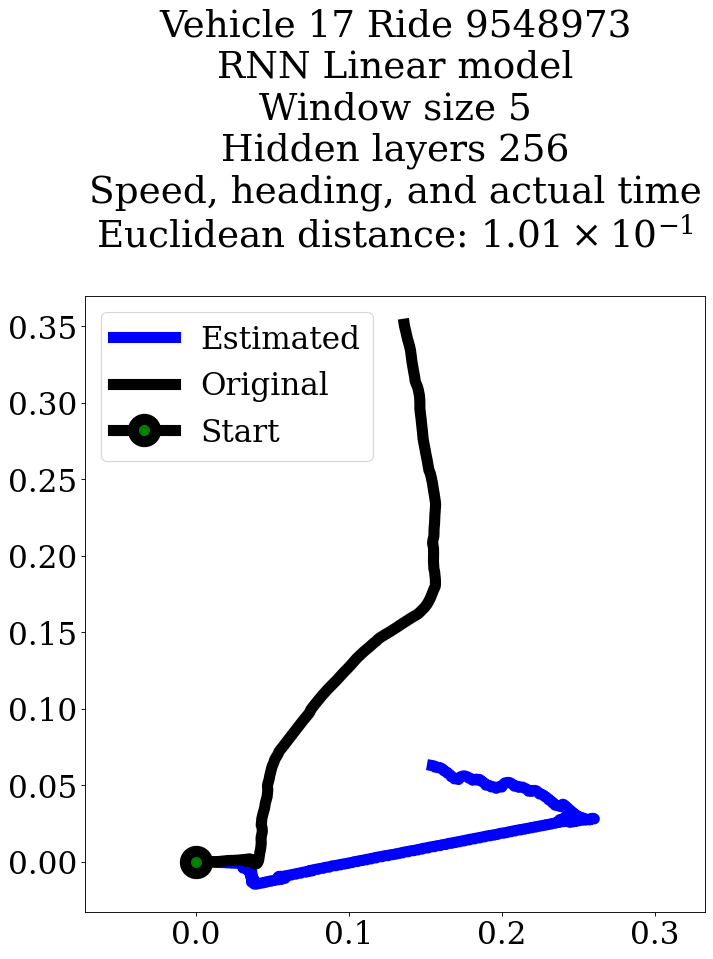 Vehicle 17 Ride 9548973
RNN Linear model
Window size 5
Hidden layers 256
Speed, heading, and actual time
Euclidean distance: 1.01 × 10⁻¹
Estimated
Original
Start
0.35
0.30
0.25
0.20
0.15
0.10
0.05
0.00
0.0 0.1 0.2 0.3